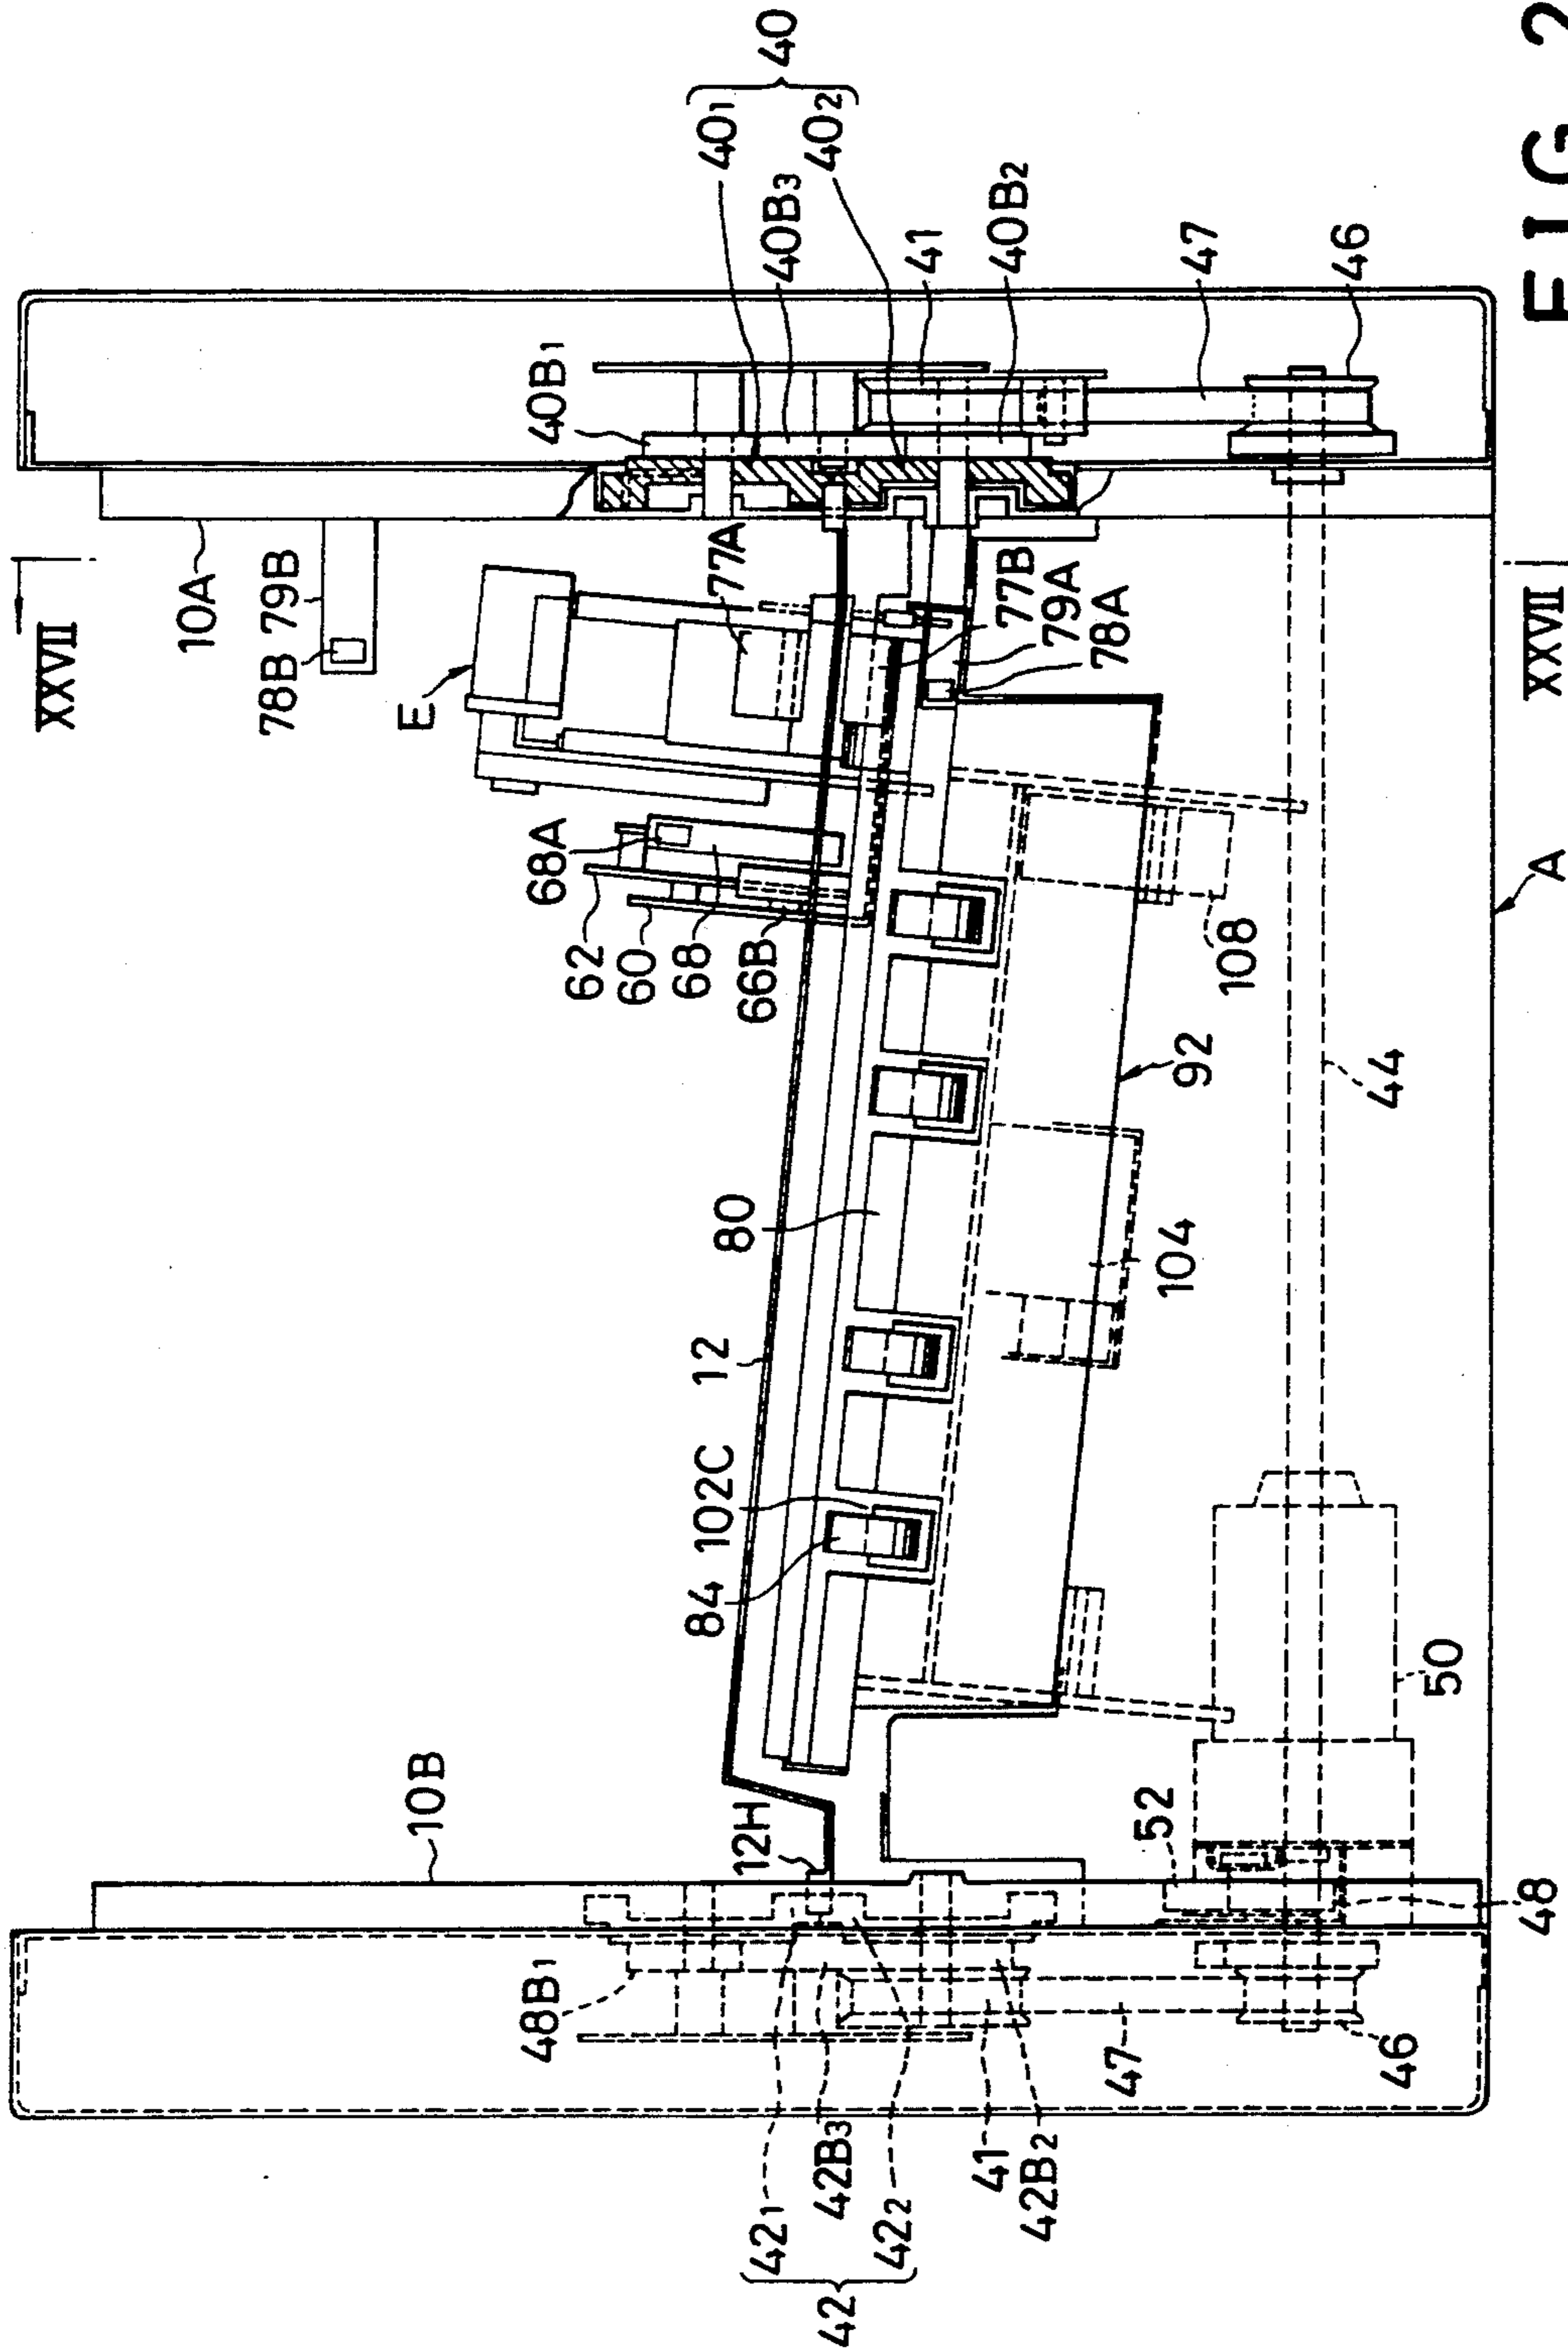 FIG 2
40
40₁
40B₃
40₂
41
40B₂
47
46
40B₁
10A
79B
78B
XXVII
XXVII
E
77A
77B
79A
78A
68A
62
60
68
66B
108
A
92
44
80
104
12
102C
84
50
10B
12H
52
48
48B₁
42₁
42B₃
42₂
41
42B₂
47
46
42